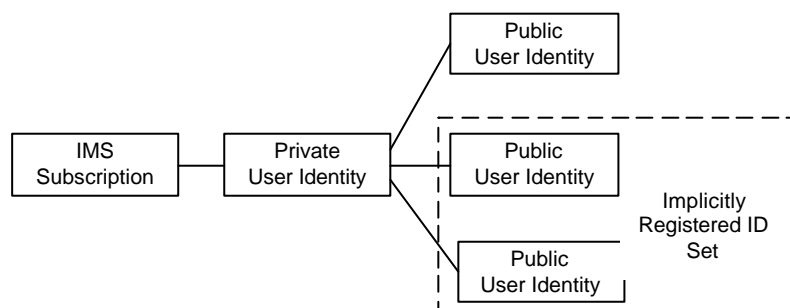 Public
User Identity
IMS
Subscription
Private
User Identity
Public
User Identity
Implicitly
Registered ID
Set
Public
User Identity